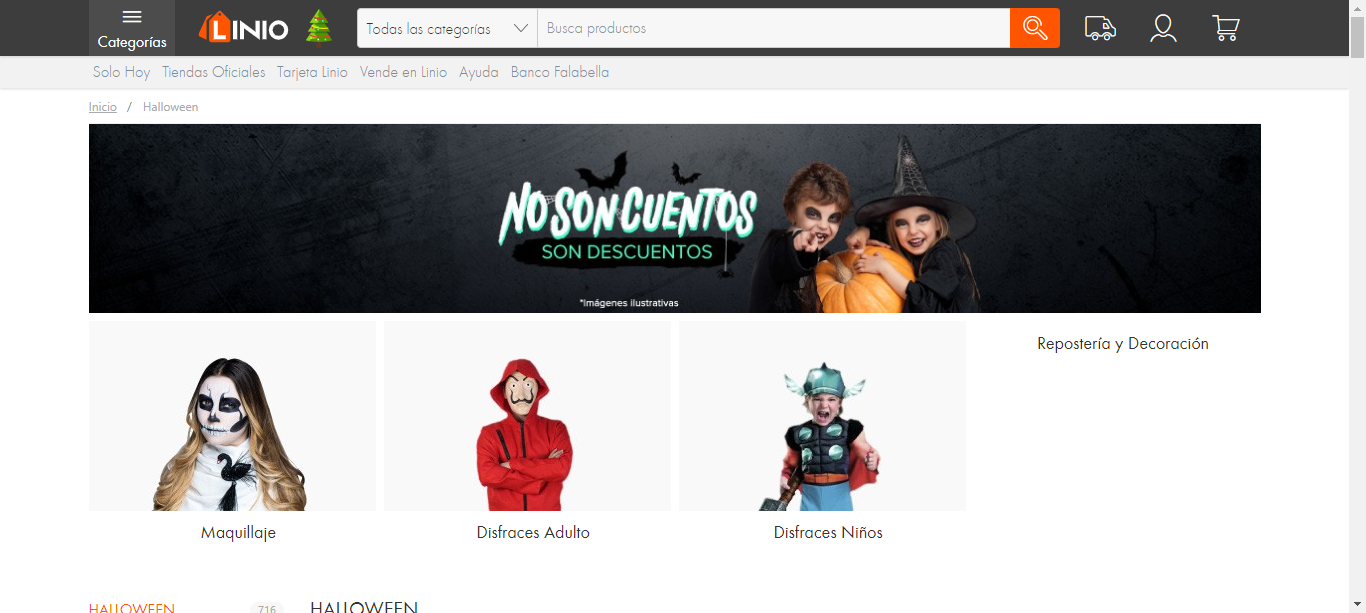 Categorías
LINIO
Todas las categorías
Busca productos
Solo Hoy Tiendas Oficiales Tarjeta Linio Vende en Linio Ayuda Banco Falabella
Inicio / Halloween
NO SON CUENTOS
SON DESCUENTOS
*Imágenes ilustrativas
Repostería y Decoración
Maquillaje
Disfraces Adulto
Disfraces Niños
HALLOWEEN 716
HALLOWEEN